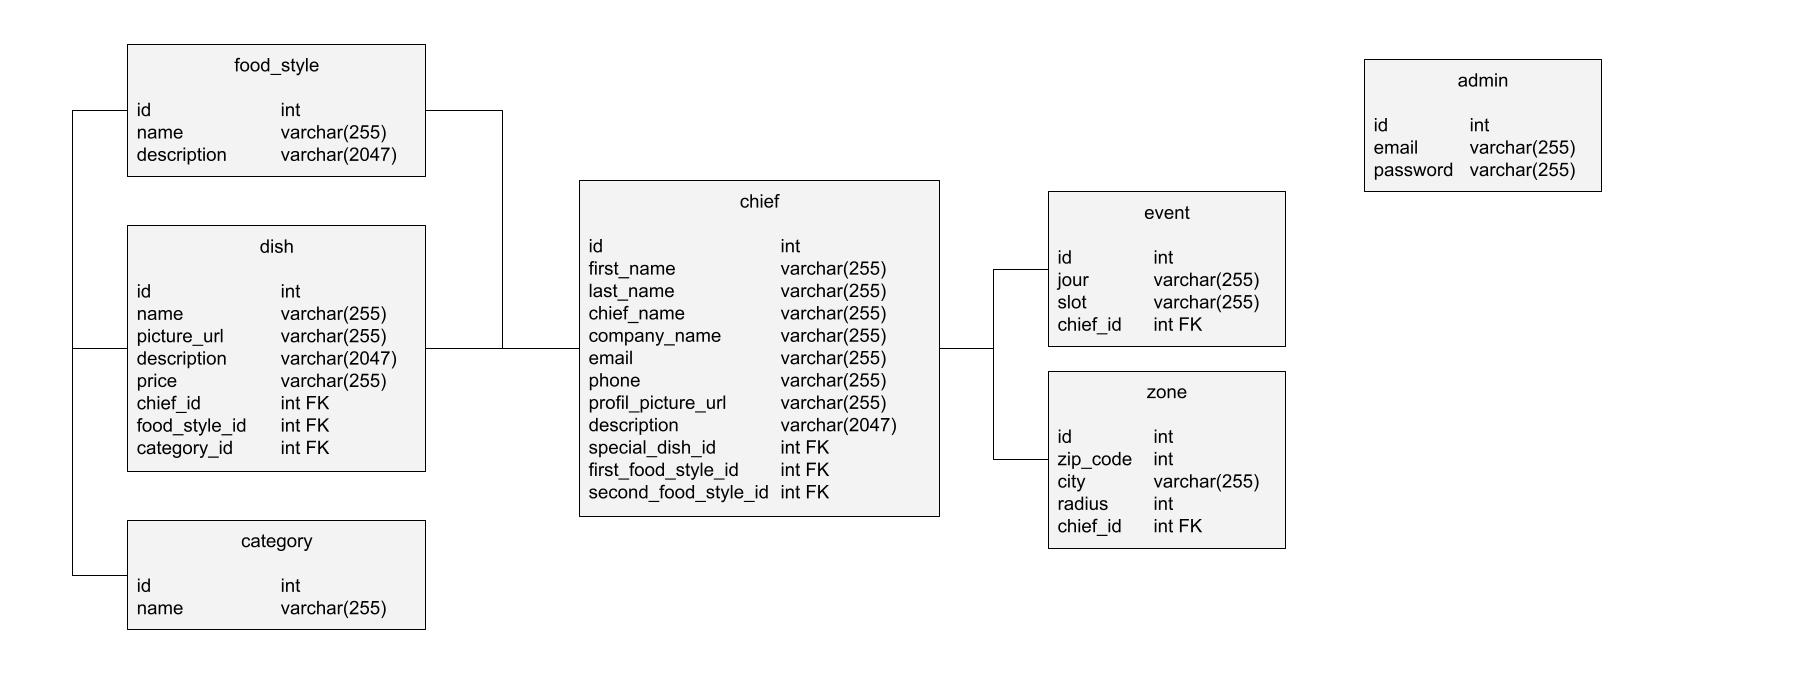 food_style
id int
name varchar(255)
description varchar(2047)
dish
id int
name varchar(255)
picture_url varchar(255)
description varchar(2047)
price varchar(255)
chief_id int FK
food_style_id int FK
category_id int FK
category
id int
name varchar(255)
chief
id int
first_name varchar(255)
last_name varchar(255)
chief_name varchar(255)
company_name varchar(255)
email varchar(255)
phone varchar(255)
profil_picture_url varchar(255)
description varchar(2047)
special_dish_id int FK
first_food_style_id int FK
second_food_style_id int FK
event
id int
jour varchar(255)
slot varchar(255)
chief_id int FK
zone
id int
zip_code int
city varchar(255)
radius int
chief_id int FK
admin
id int
email varchar(255)
password varchar(255)